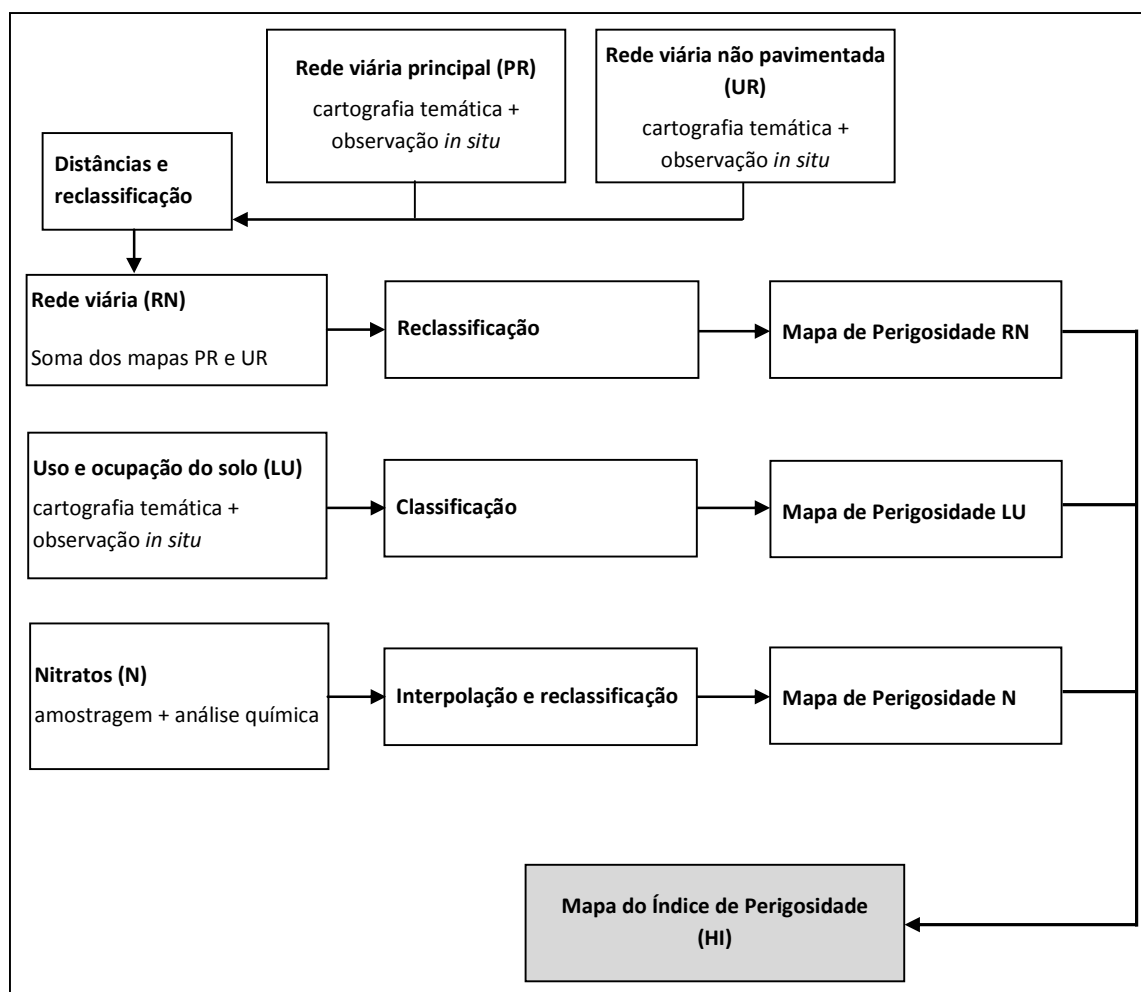 Rede viária principal (PR)
cartografia temática +
observação in situ
Rede viária não pavimentada
(UR)
cartografia temática +
observação in situ
Distâncias e
reclassificação
Rede viária (RN)
Soma dos mapas PR e UR
Reclassificação
Mapa de Perigosidade RN
Uso e ocupação do solo (LU)
cartografia temática +
observação in situ
Classificação
Mapa de Perigosidade LU
Nitratos (N)
amostragem + análise química
Interpolação e reclassificação
Mapa de Perigosidade N
Mapa do Índice de Perigosidade
(HI)